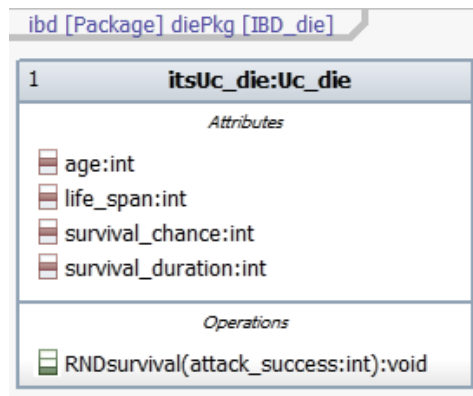 ibd [Package] diePkg [IBD_die]
1 itsUc_die:Uc_die
Attributes
age:int
life_span:int
survival_chance:int
survival_duration:int
Operations
RNDsurvival(attack_success:int):void